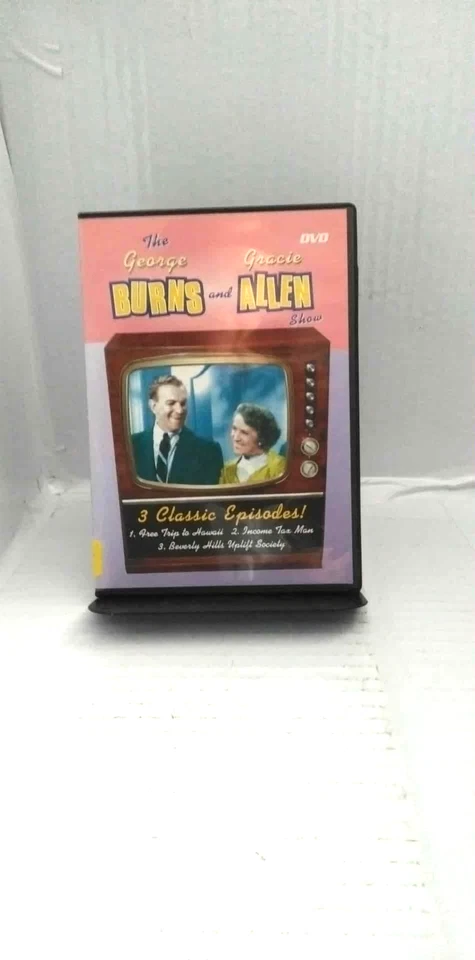 The
DVD
George Gracie
BURNS and ALLEN
Show
3 Classic Episodes!
1. Free Trip to Hawaii 2. Income Tax Man
3. Beverly Hills Uplift Society